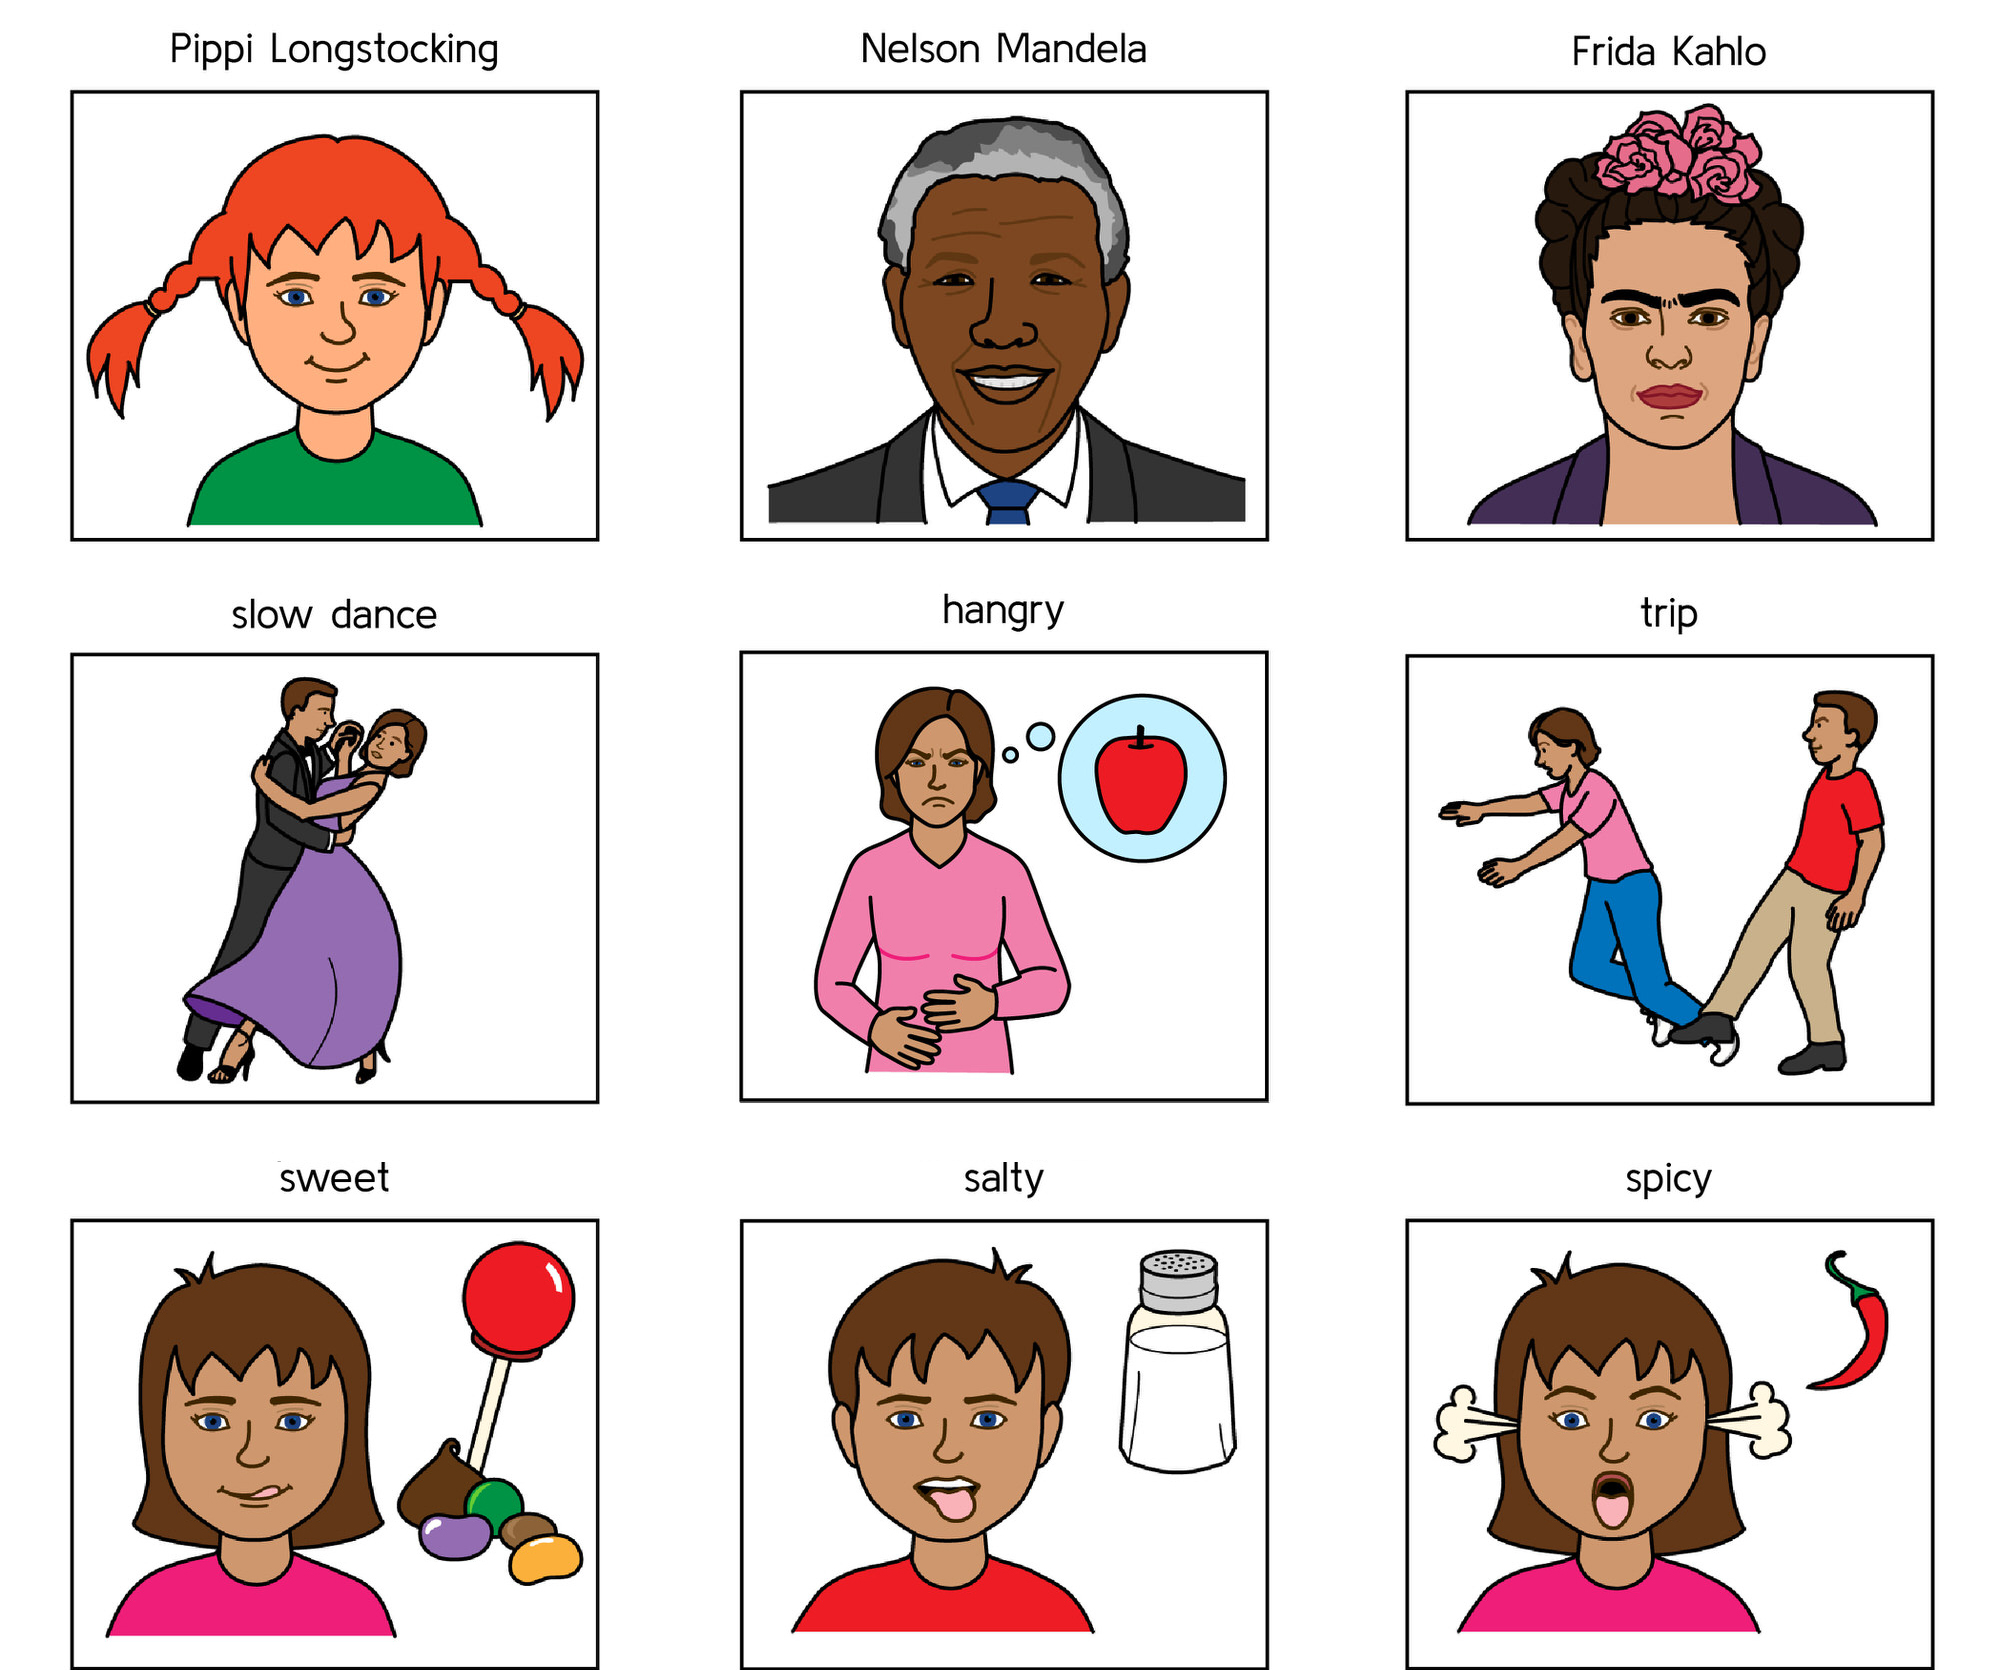 Pippi Longstocking
Nelson Mandela
Frida Kahlo
slow dance
hangry
trip
sweet
salty
spicy